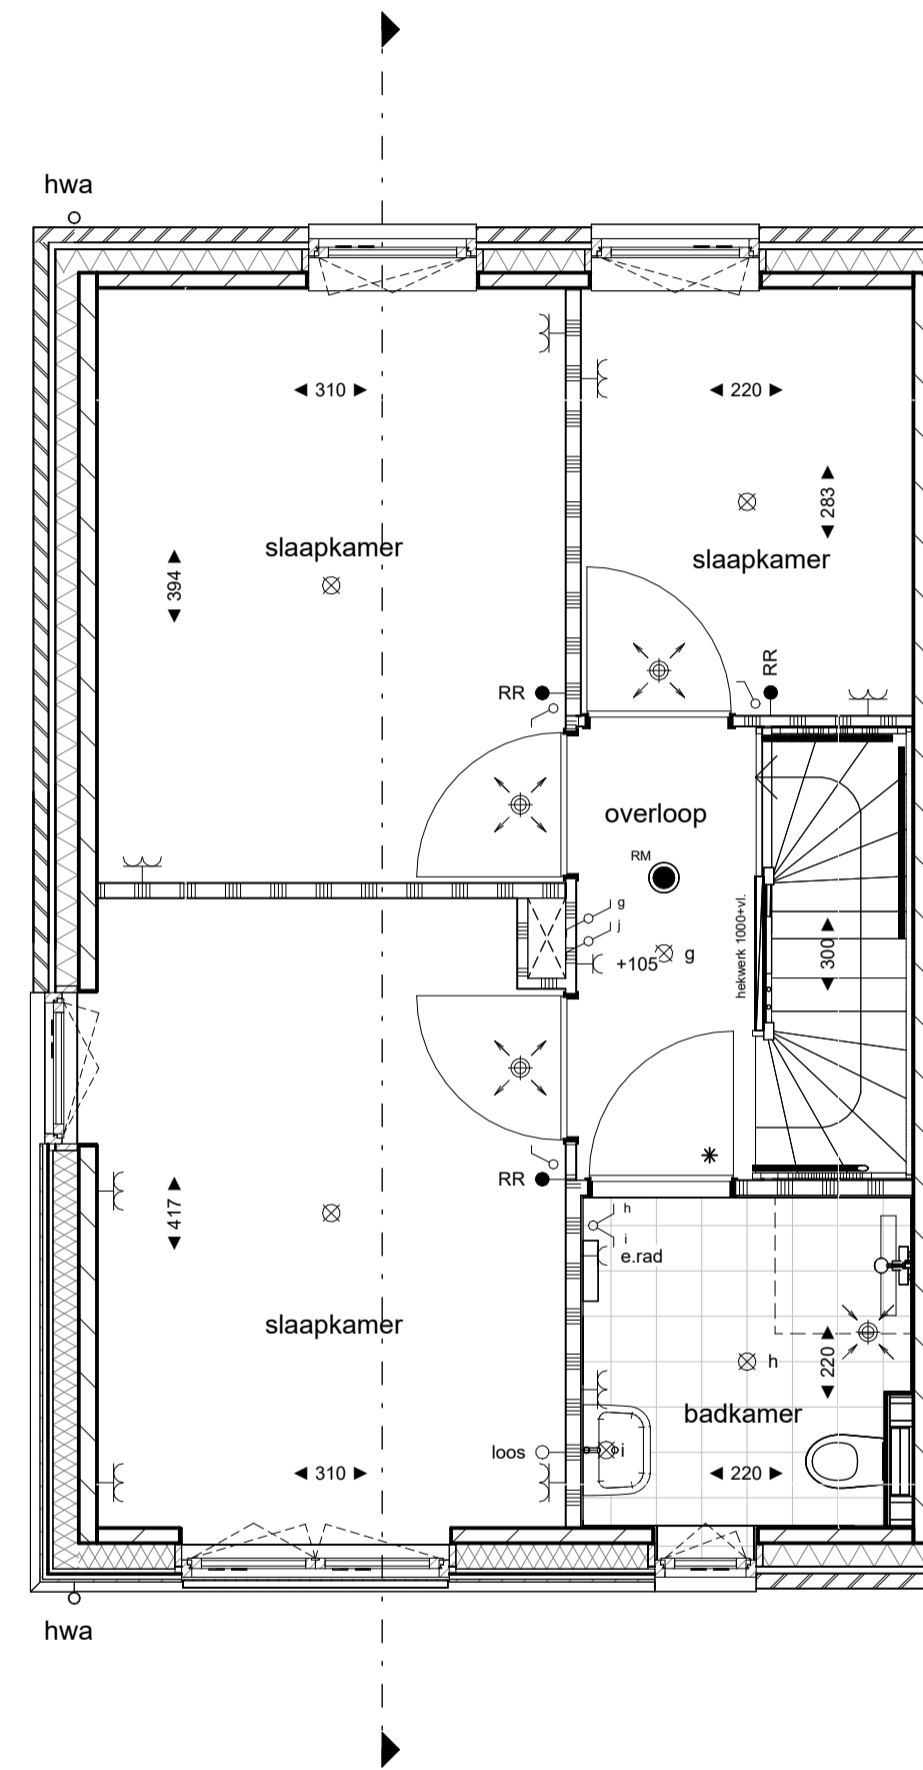 hwa
◄ 310 ►
◄ 220 ►
◄ 283 ►
slaapkamer
slaapkamer
◄ 394 ►
RR
RR
overloop
RM
g
j
+105
g
hekwerk 1000+vl.
◄ 300 ►
RR
◄ 417 ►
h
i
e.rad
slaapkamer
h
◄ 220 ►
badkamer
loos
i
◄ 310 ►
◄ 220 ►
hwa